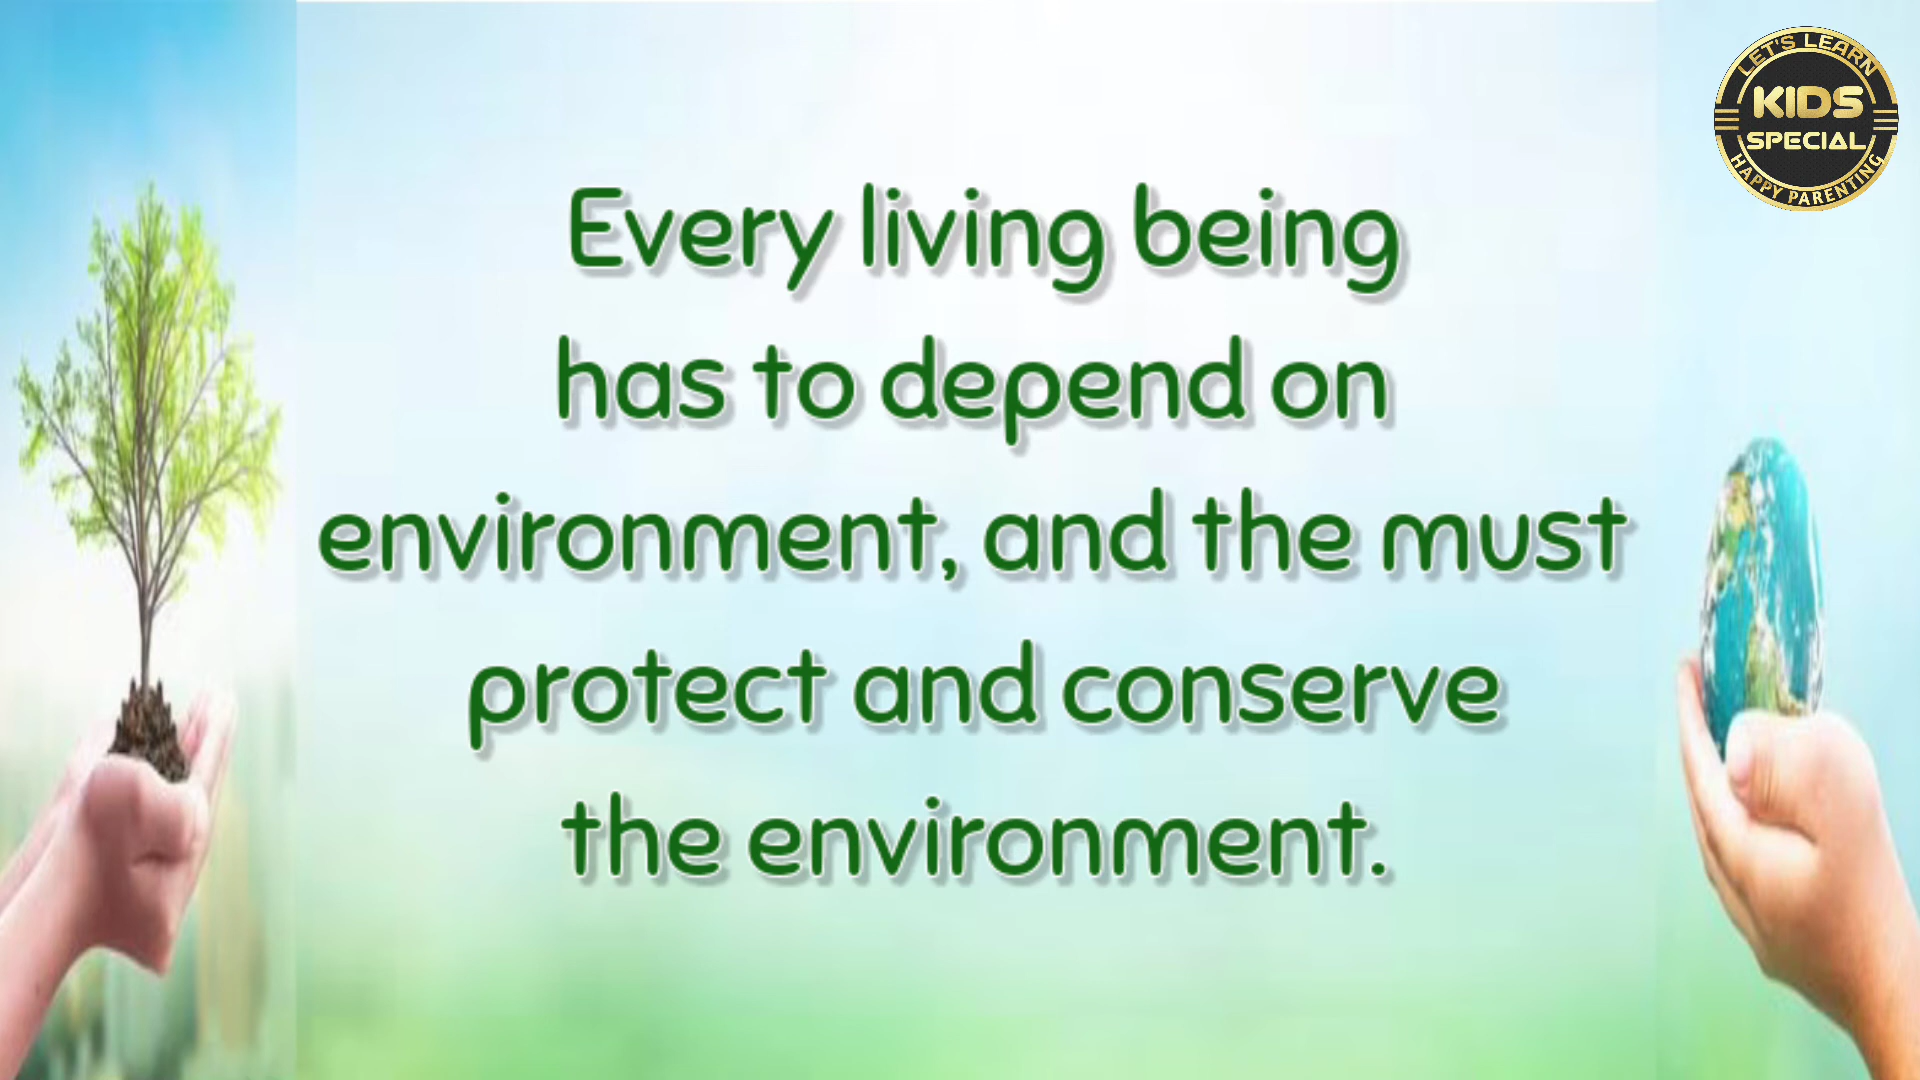 LET'S LEARN
KIDS
SPECIAL
HAPPY PARENTING
Every living being
has to depend on
environment, and the must
protect and conserve
the environment.